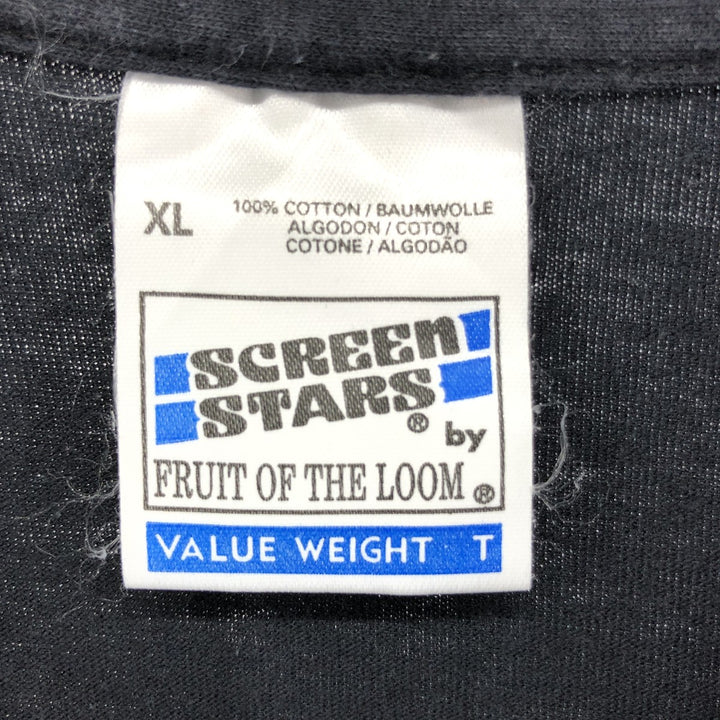 XL
100% COTTON / BAUMWOLLE
ALGODON / COTON
COTONE / ALGODÃO
SCREEN
STARS® by
FRUIT OF THE LOOM®
VALUE WEIGHT T